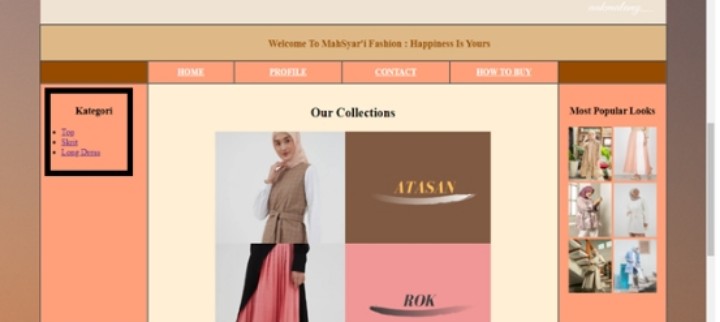 Welcome To MahSyar'i Fashion : Happiness Is Yours
HOME PROFILE CONTACT HOW TO BUY
Kategori
Top
Skirt
Long Dress
Our Collections
ATASAN
ROK
Most Popular Looks